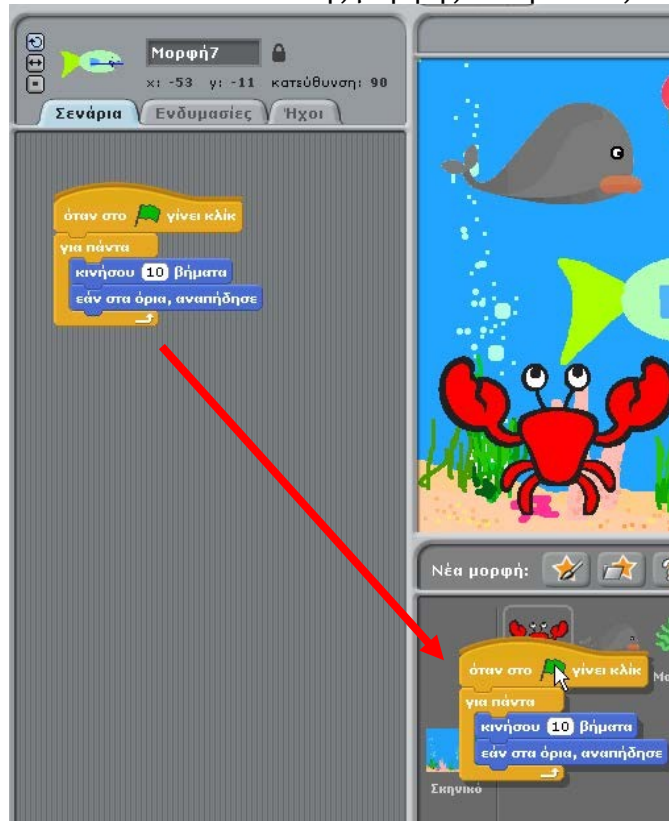 Μορφή7
x: -53 y: -11 κατεύθυνση: 90
Σενάρια Ενδυμασίες Ήχοι
όταν στο γίνει κλίκ
για πάντα
κινήσου 10 βήματα
εάν στα όρια, αναπήδησε
Νέα μορφή:
όταν στο γίνει κλίκ
για πάντα
κινήσου 10 βήματα
εάν στα όρια, αναπήδησε
Σκηνικό